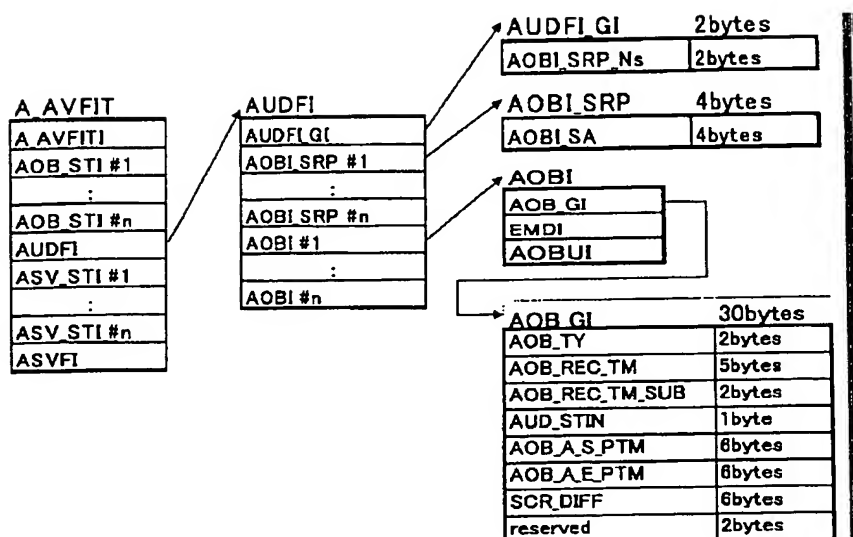 A_AVFIT
A_AVFITI
AOB_STI #1
:
AOB_STI #n
AUDFI
ASV_STI #1
:
ASV_STI #n
ASVFI
AUDFI
AUDFI_GI
AOBI_SRP #1
:
AOBI_SRP #n
AOBI #1
:
AOBI #n
AUDFI_GI 2bytes
AOBI_SRP_Ns 2bytes
AOBI_SRP 4bytes
AOBI_SA 4bytes
AOBI
AOB_GI
EMDI
AOBUI
AOB_GI 30bytes
AOB_TY 2bytes
AOB_REC_TM 5bytes
AOB_REC_TM_SUB 2bytes
AUD_STIN 1byte
AOB_A_S_PTM 6bytes
AOB_A_E_PTM 6bytes
SCR_DIFF 6bytes
reserved 2bytes